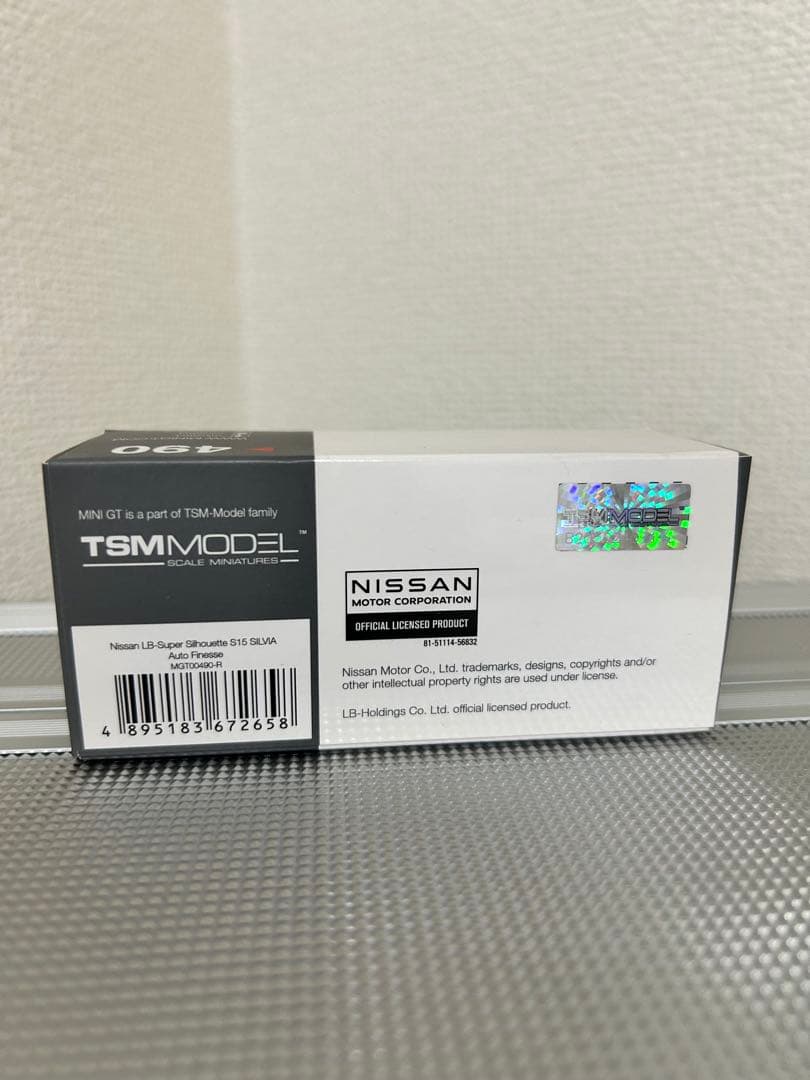 490
MINI GT is a part of TSM-Model family
TSMMODEL™
SCALE MINIATURES
Nissan LB-Super Silhouette S15 SILVIA
Auto Finesse
MGT00490-R
4 895183 672658
TSMMODEL
NISSAN
MOTOR CORPORATION
OFFICIAL LICENSED PRODUCT
81-51114-56832
Nissan Motor Co., Ltd. trademarks, designs, copyrights and/or
other intellectual property rights are used under license.
LB-Holdings Co. Ltd. official licensed product.